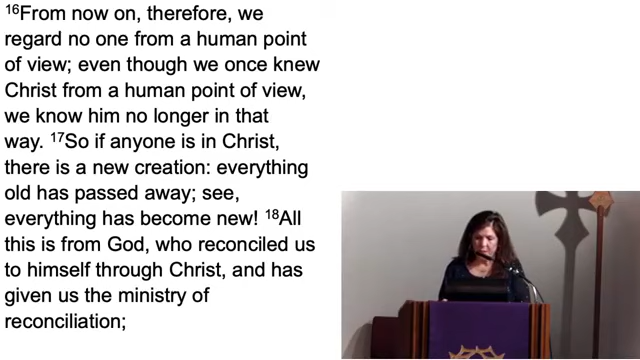 ¹⁶From now on, therefore, we
regard no one from a human point
of view; even though we once knew
Christ from a human point of view,
we know him no longer in that
way. ¹⁷So if anyone is in Christ,
there is a new creation: everything
old has passed away; see,
everything has become new! ¹⁸All
this is from God, who reconciled us
to himself through Christ, and has
given us the ministry of
reconciliation;